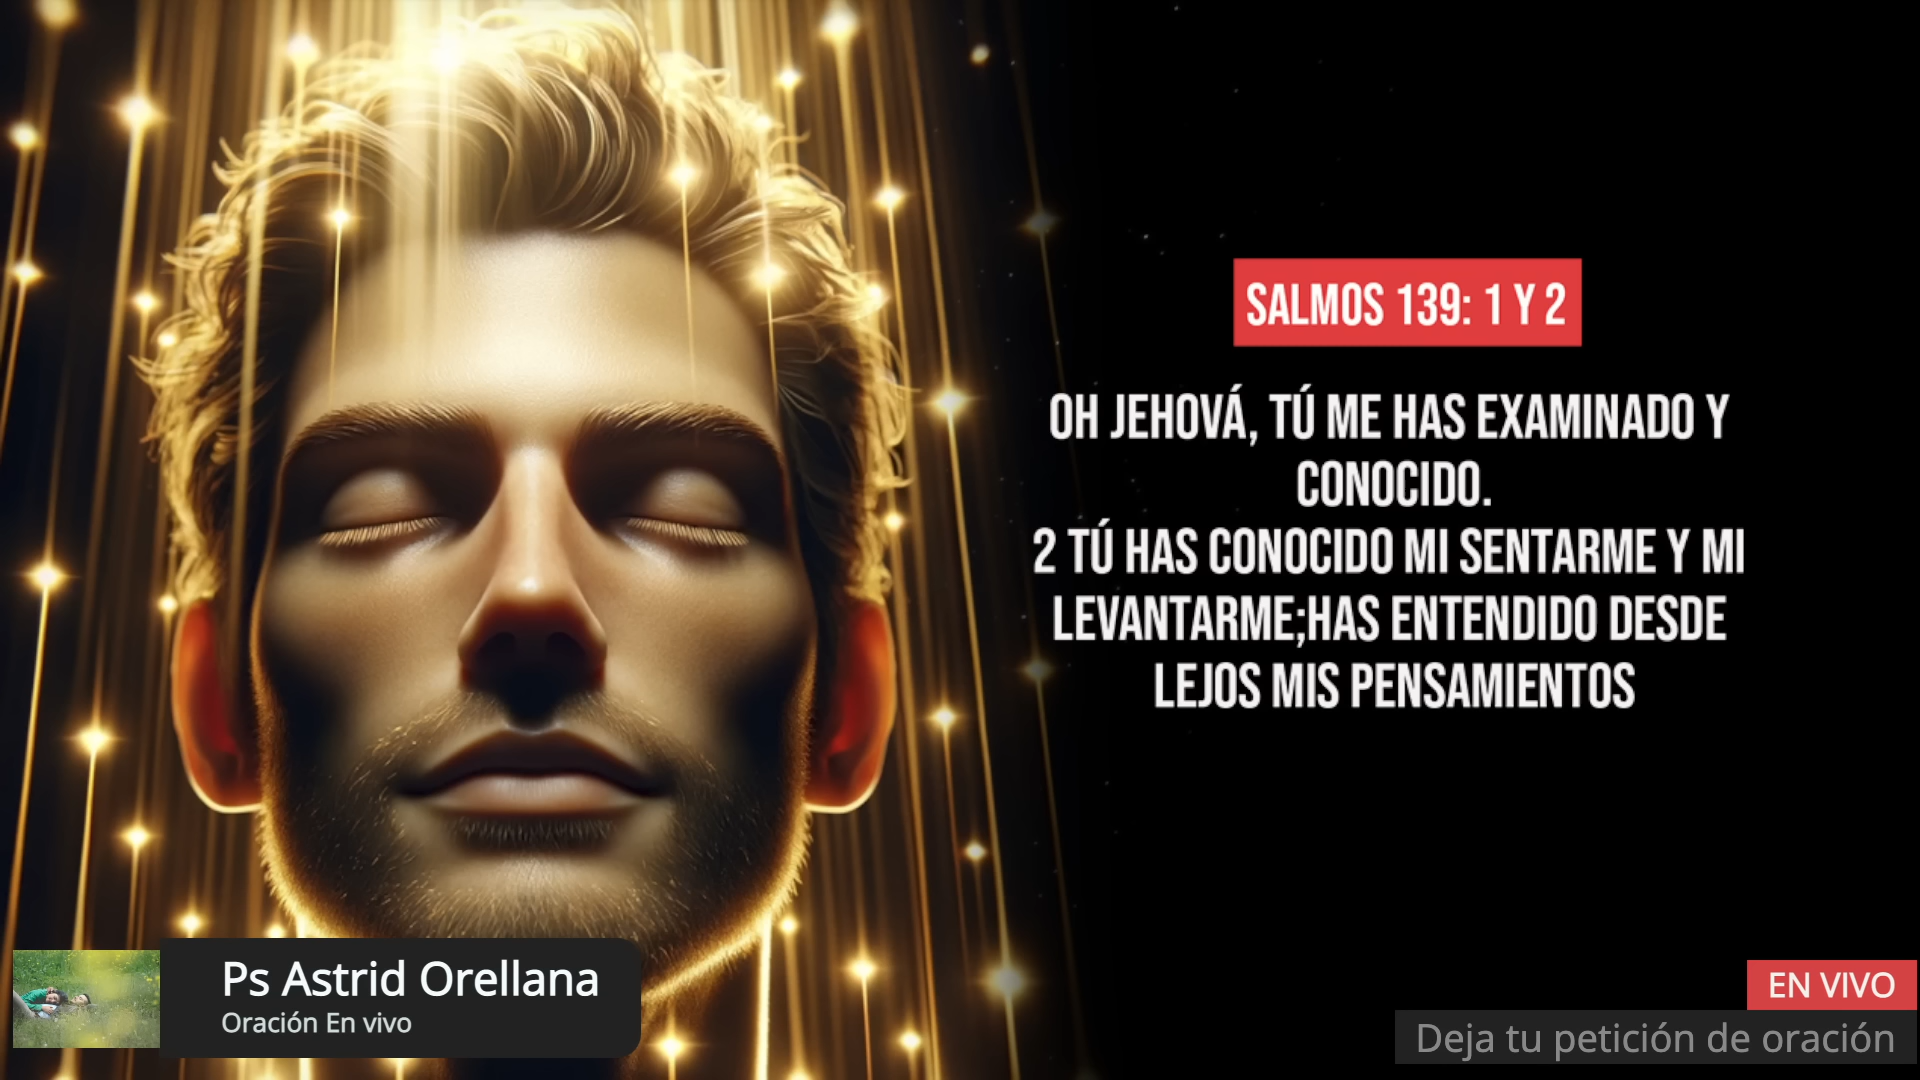 SALMOS 139: 1 Y 2
OH JEHOVÁ, TÚ ME HAS EXAMINADO Y
CONOCIDO.
2 TÚ HAS CONOCIDO MI SENTARME Y MI
LEVANTARME;HAS ENTENDIDO DESDE
LEJOS MIS PENSAMIENTOS
Ps Astrid Orellana
Oración En vivo
EN VIVO
Deja tu petición de oración